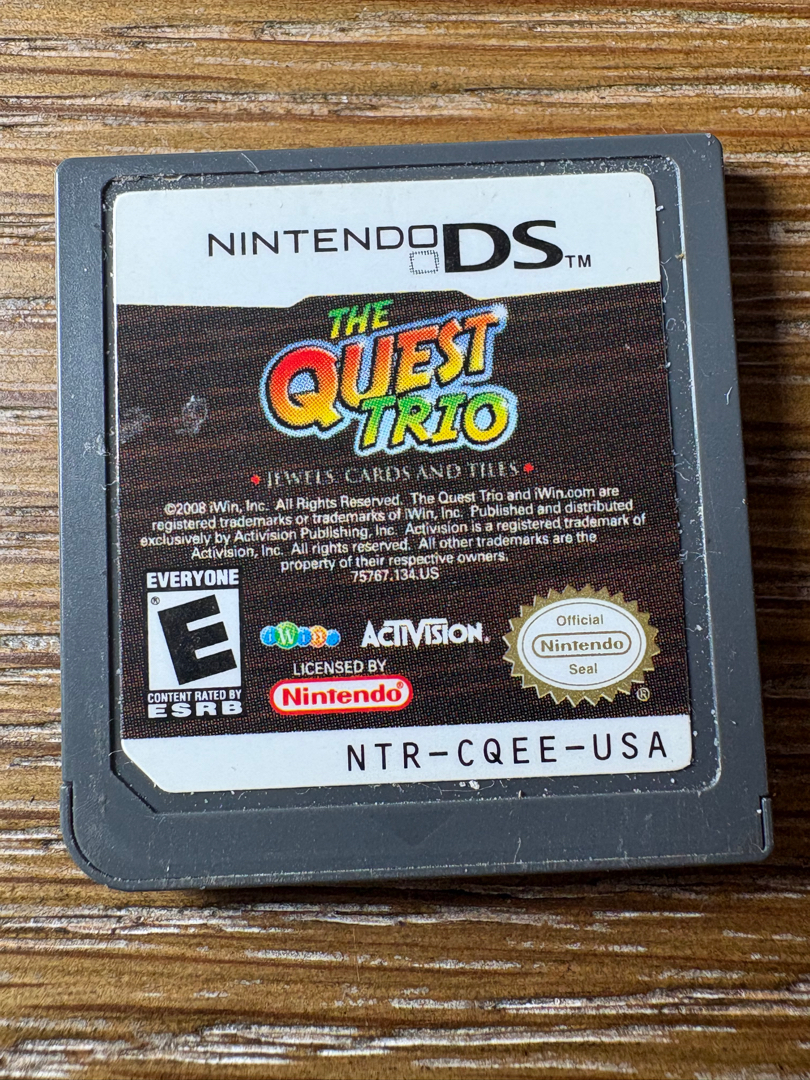 NINTENDO DS™
THE
QUEST
TRIO
• JEWELS, CARDS AND TILES •
©2008 iWin, Inc. All Rights Reserved. The Quest Trio and iWin.com are
registered trademarks or trademarks of iWin, Inc. Published and distributed
exclusively by Activision Publishing, Inc. Activision is a registered trademark of
Activision, Inc. All rights reserved. All other trademarks are the
property of their respective owners.
75767.134.US
EVERYONE
E®
CONTENT RATED BY
ESRB
iWin
ACTIVISION®
LICENSED BY
Nintendo®
Official
Nintendo
Seal
®
NTR-CQEE-USA